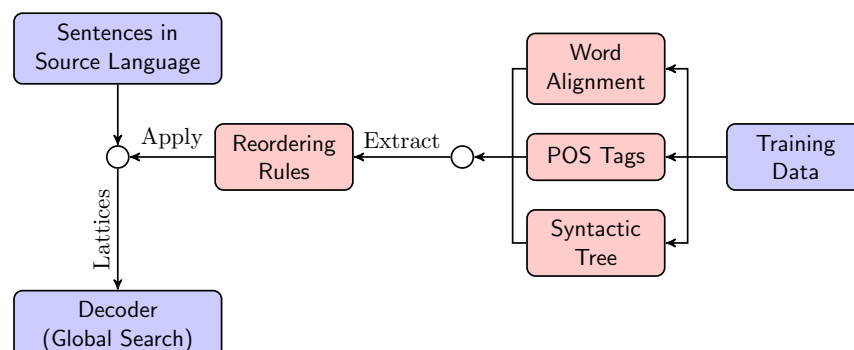 Sentences in
Source Language
Word
Alignment
Apply
Reordering
Rules
Extract
POS Tags
Training
Data
Lattices
Syntactic
Tree
Decoder
(Global Search)